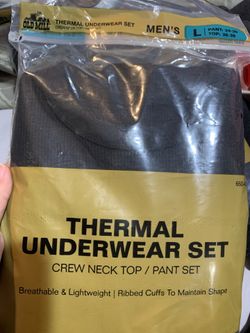 THERMAL UNDERWEAR SET
MEN'S
L
THERMAL
UNDERWEAR SET
CREW NECK TOP / PANT SET
Breathable & Lightweight | Ribbed Cuffs To Maintain Shape